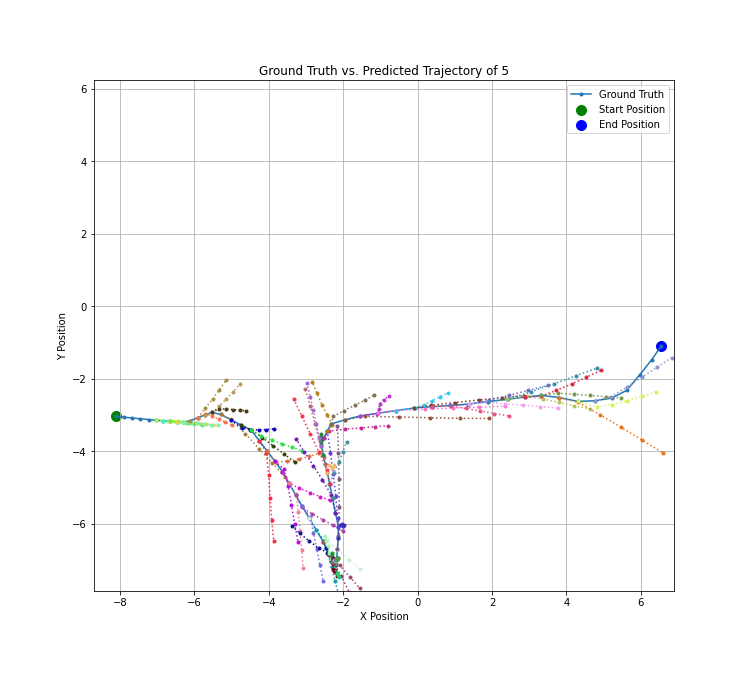 Ground Truth vs. Predicted Trajectory of 5
Ground Truth
Start Position
End Position
6
4
2
0
−2
−4
−6
Y Position
−8
−6
−4
−2
0
2
4
6
X Position